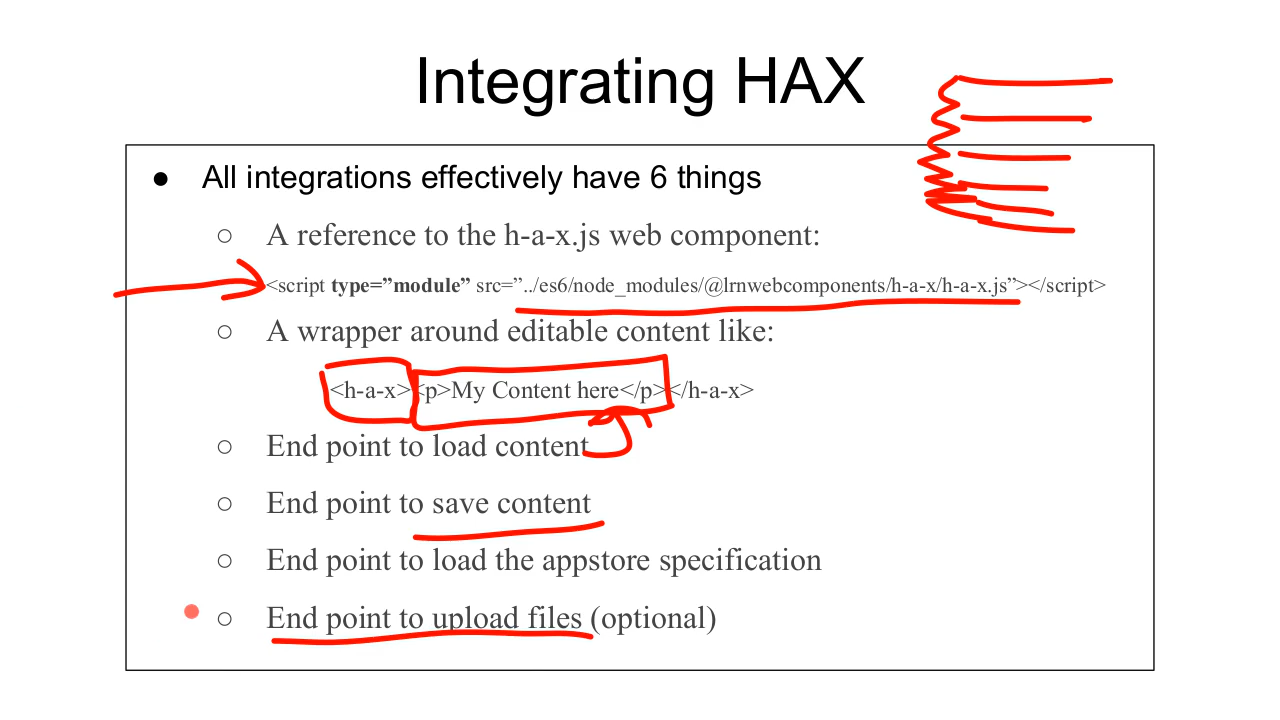 Integrating HAX
● All integrations effectively have 6 things
○ A reference to the h-a-x.js web component:
<script type=”module” src=”../es6/node_modules/@lrnwebcomponents/h-a-x/h-a-x.js”></script>
○ A wrapper around editable content like:
<h-a-x><p>My Content here</p></h-a-x>
○ End point to load content
○ End point to save content
○ End point to load the appstore specification
○ End point to upload files (optional)